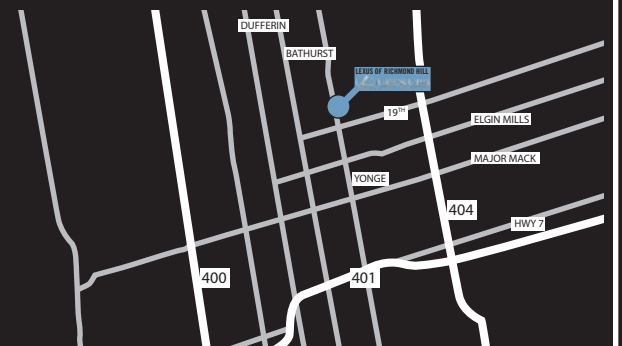 DUFFERIN
BATHURST
LEXUS OF RICHMOND HILL
19TH
ELGIN MILLS
MAJOR MACK
YONGE
404
HWY 7
400
401